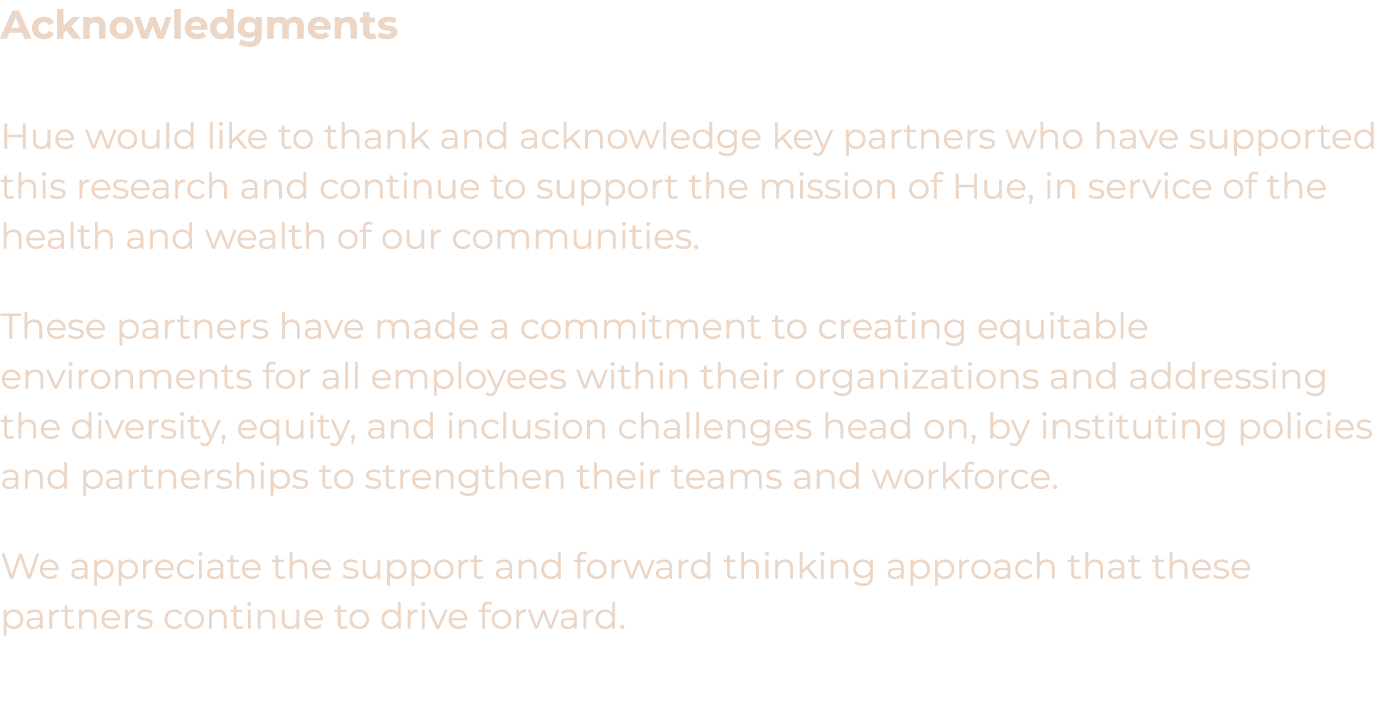 Acknowledgments
Hue would like to thank and acknowledge key partners who have supported
this research and continue to support the mission of Hue, in service of the
health and wealth of our communities.
These partners have made a commitment to creating equitable
environments for all employees within their organizations and addressing
the diversity, equity, and inclusion challenges head on, by instituting policies
and partnerships to strengthen their teams and workforce.
We appreciate the support and forward thinking approach that these
partners continue to drive forward.